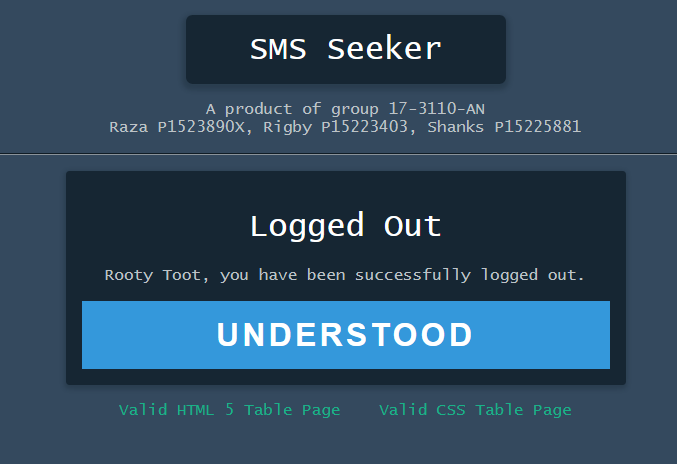 SMS Seeker
A product of group 17-3110-AN
Raza P1523890X, Rigby P15223403, Shanks P15225881
Logged Out
Rooty Toot, you have been successfully logged out.
UNDERSTOOD
Valid HTML 5 Table Page Valid CSS Table Page